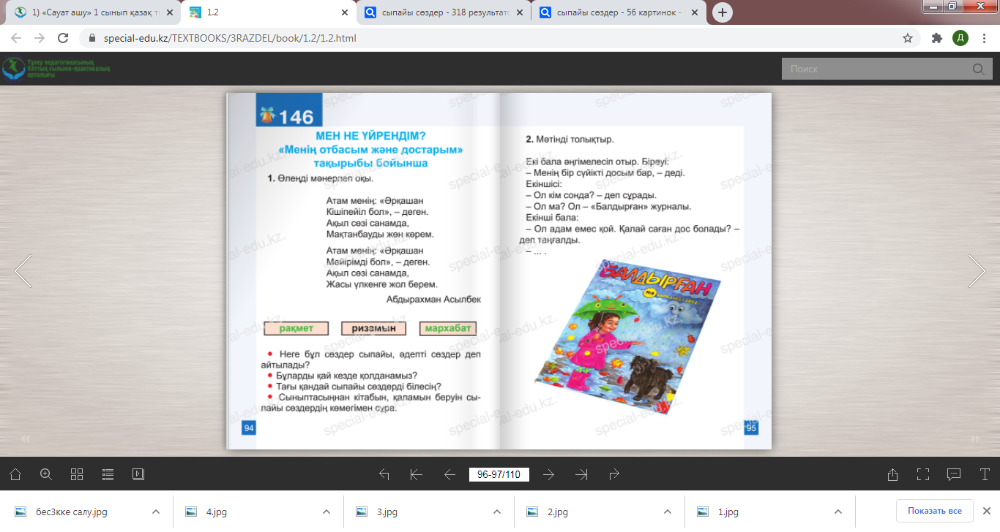 1) «Сауат ашу» 1 сынып қазақ ті
1.2
сыпайы сөздер - 318 результато
сыпайы сөздер - 56 картинок -
special-edu.kz/TEXTBOOKS/3RAZDEL/book/1.2/1.2.html
Д
Түзеу педагогикасының
Ұлттық ғылыми-практикалық
орталығы
Поиск
146
МЕН НЕ ҮЙРЕНДІМ?
«Менің отбасым және достарым»
тақырыбы бойынша
1. Өлеңді мәнерлеп оқы.
Атам менің: «Әрқашан
Кішіпейіл бол», – деген.
Ақыл сөзі санамда,
Мақтанбауды жөн көрем.
Атам менің: «Әрқашан
Мейірімді бол», – деген.
Ақыл сөзі санамда,
Жасы үлкенге жол берем.
Абдырахман Асылбек
рақмет ризамын мархабат
• Неге бұл сөздер сыпайы, әдепті сөздер деп
айтылады?
• Бұларды қай кезде қолданамыз?
• Тағы қандай сыпайы сөздерді білесің?
• Сыныптасыңнан кітабын, қаламын беруін сы-
пайы сөздердің көмегімен сұра.
94
2. Мәтінді толықтыр.
Екі бала әңгімелесіп отыр. Біреуі:
– Менің бір сүйікті досым бар, – деді.
Екіншісі:
– Ол кім сонда? – деп сұрады.
– Ол ма? Ол – «Балдырған» журналы.
Екінші бала:
– Ол адам емес қой. Қалай саған дос болады? –
деп таңғалды.
– ... .
БАЛДЫРҒАН
95
special-edu.kz.
96-97/110
бес3кке салу.jpg
4.jpg
3.jpg
2.jpg
1.jpg
Показать все